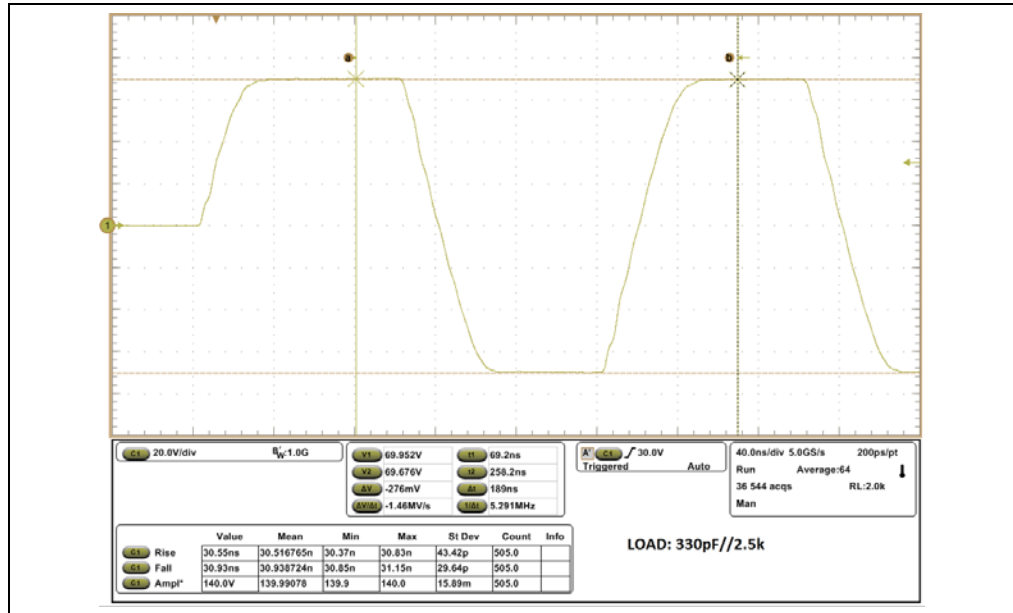 a
b
1
C1 20.0V/div BW:1.0G
V1 69.952V t1 69.2ns
V2 69.676V t2 258.2ns
ΔV -276mV Δt 189ns
ΔV/Δt -1.46MV/s 1/Δt 5.291MHz
A' C1 30.0V
Triggered Auto
40.0ns/div 5.0GS/s 200ps/pt
Run Average:64
36 544 acqs RL:2.0k
Man
Value Mean Min Max St Dev Count Info
C1 Rise 30.55ns 30.516765n 30.37n 30.83n 43.42p 505.0
C1 Fall 30.93ns 30.938724n 30.85n 31.15n 29.64p 505.0
C1 Ampl* 140.0V 139.99078 139.9 140.0 15.89m 505.0
LOAD: 330pF//2.5k